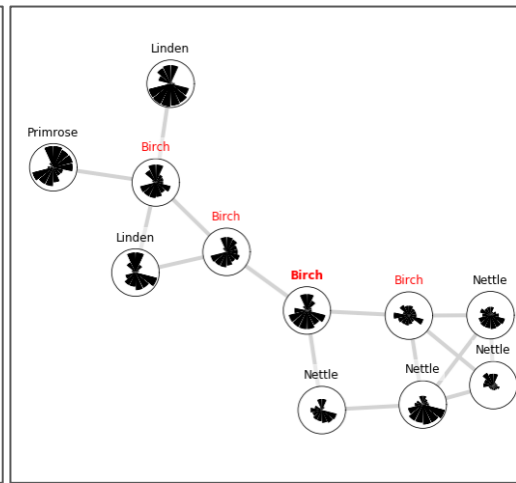 Linden
Primrose
Birch
Birch
Linden
Birch
Birch
Nettle
Nettle
Nettle
Nettle